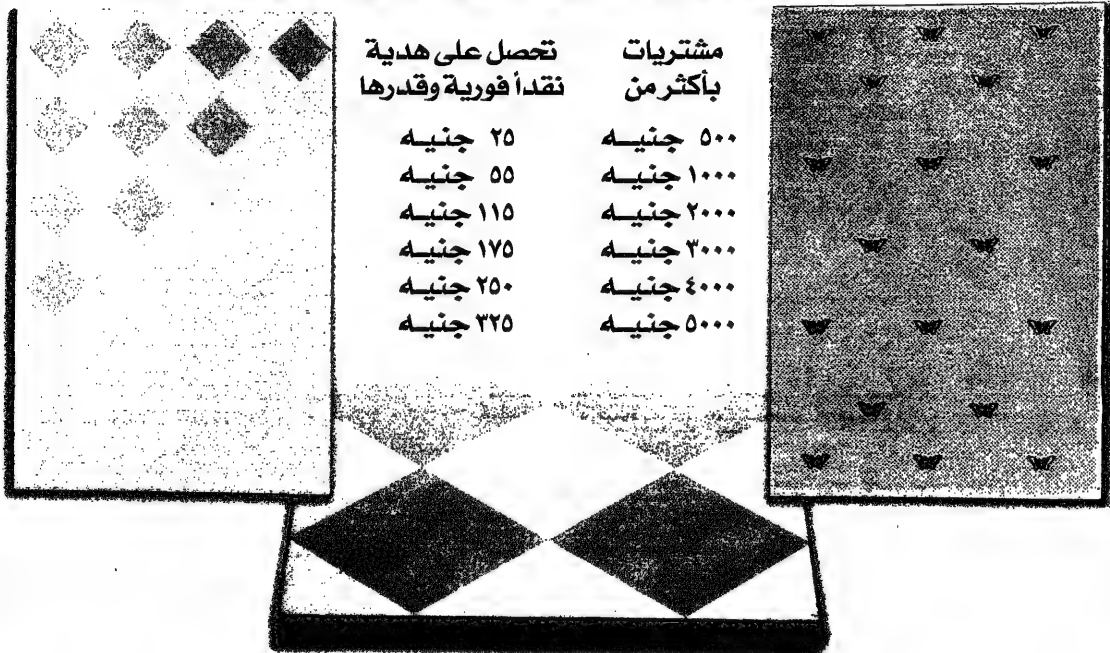 مشتريات تحصل على هدية
بأكثر من نقداً فورية وقدرها
٥٠٠ جنيه ٢٥ جنيه
١٠٠٠ جنيه ٥٥ جنيه
٢٠٠٠ جنيه ١١٥ جنيه
٣٠٠٠ جنيه ١٧٥ جنيه
٤٠٠٠ جنيه ٢٥٠ جنيه
٥٠٠٠ جنيه ٣٢٥ جنيه